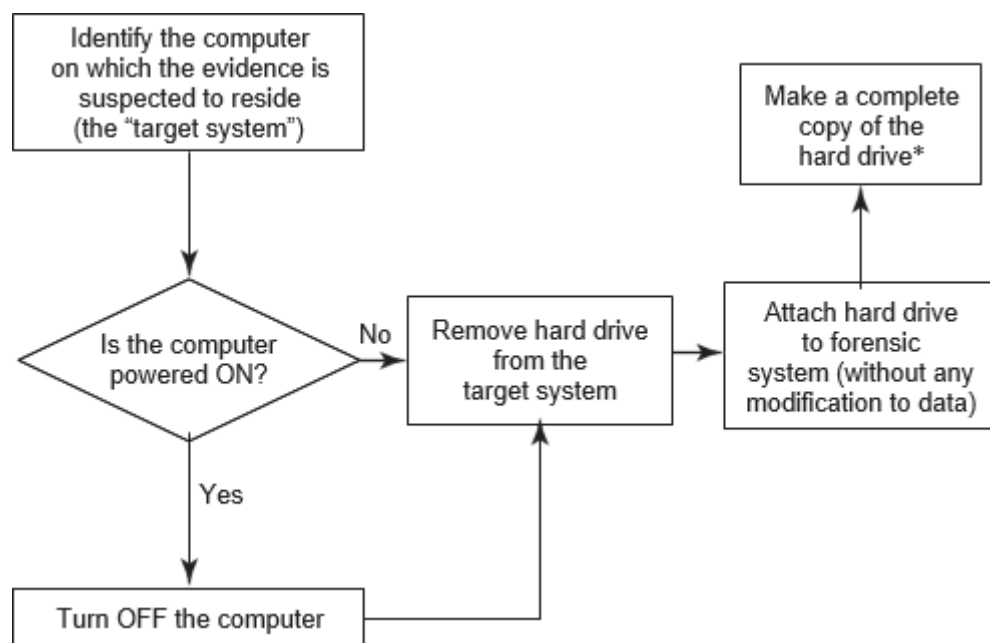 Identify the computer
on which the evidence is
suspected to reside
(the “target system”)
Is the computer
powered ON?
No
Yes
Turn OFF the computer
Remove hard drive
from the
target system
Attach hard drive
to forensic
system (without any
modification to data)
Make a complete
copy of the
hard drive*